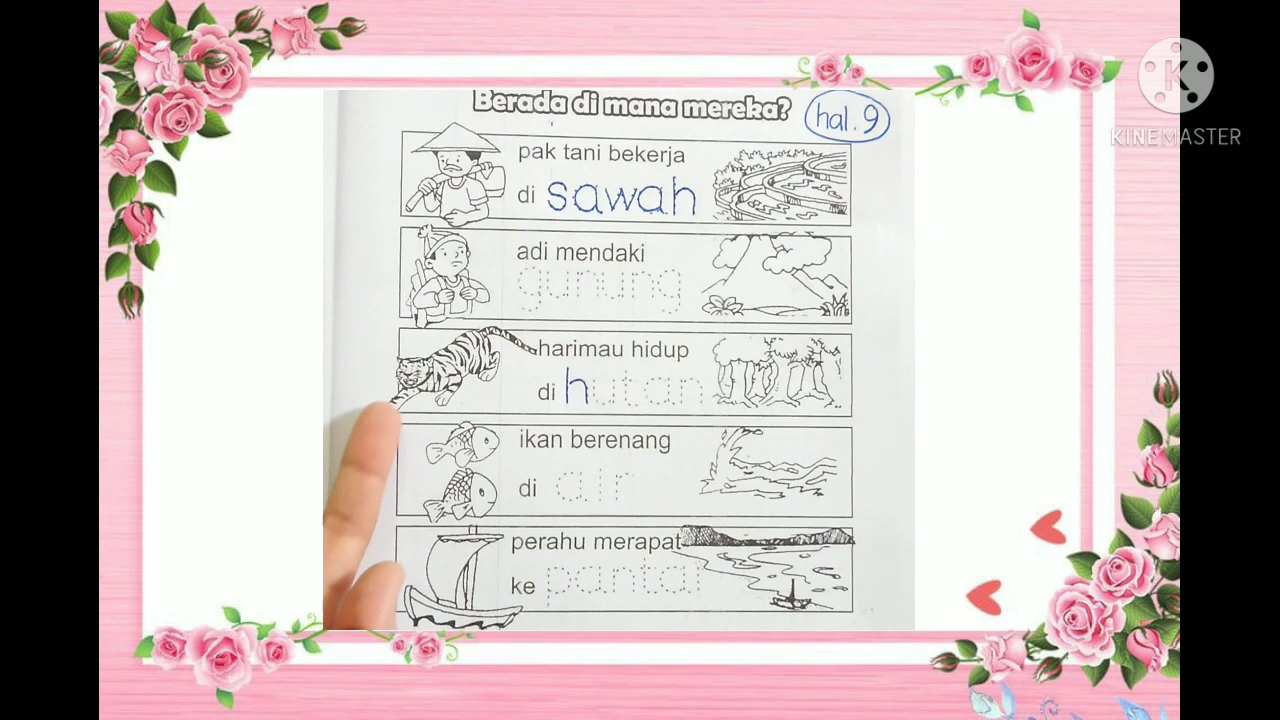 Berada di mana mereka? hal. 9
pak tani bekerja
di sawah
adi mendaki
gunung
harimau hidup
di hutan
ikan berenang
di air
perahu merapat
ke pantai
KINEMASTER